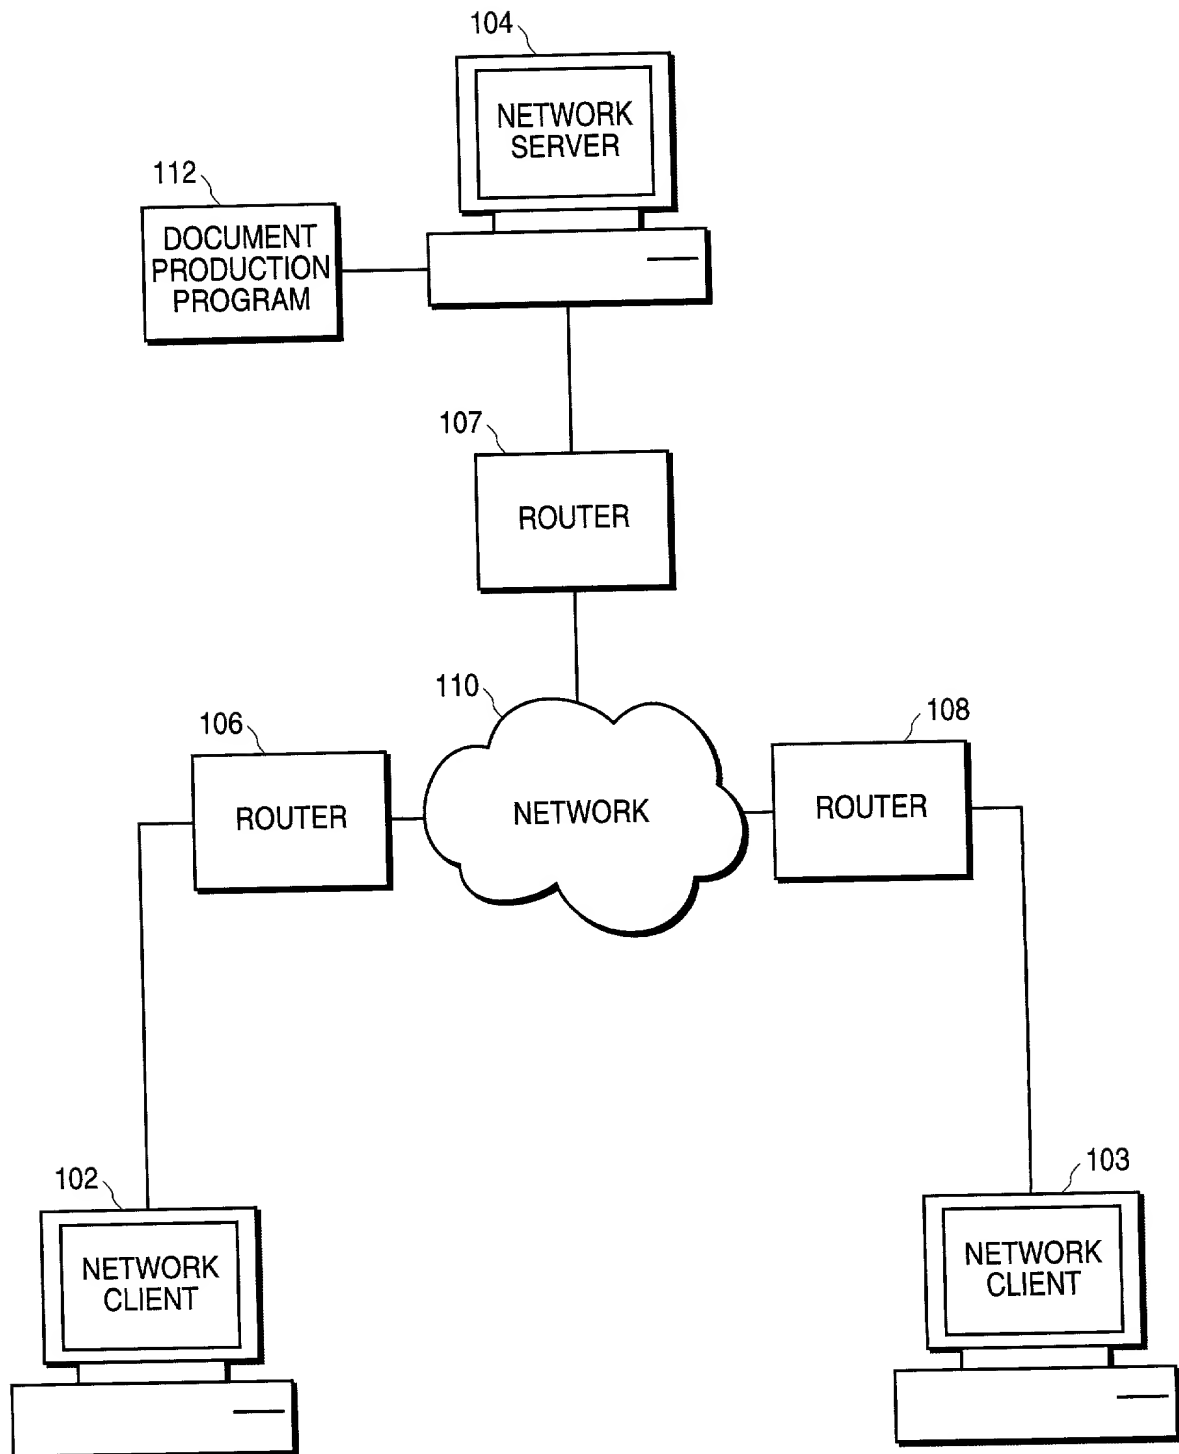 104
NETWORK
SERVER
112
DOCUMENT
PRODUCTION
PROGRAM
107
ROUTER
110
NETWORK
106
ROUTER
108
ROUTER
102
NETWORK
CLIENT
103
NETWORK
CLIENT